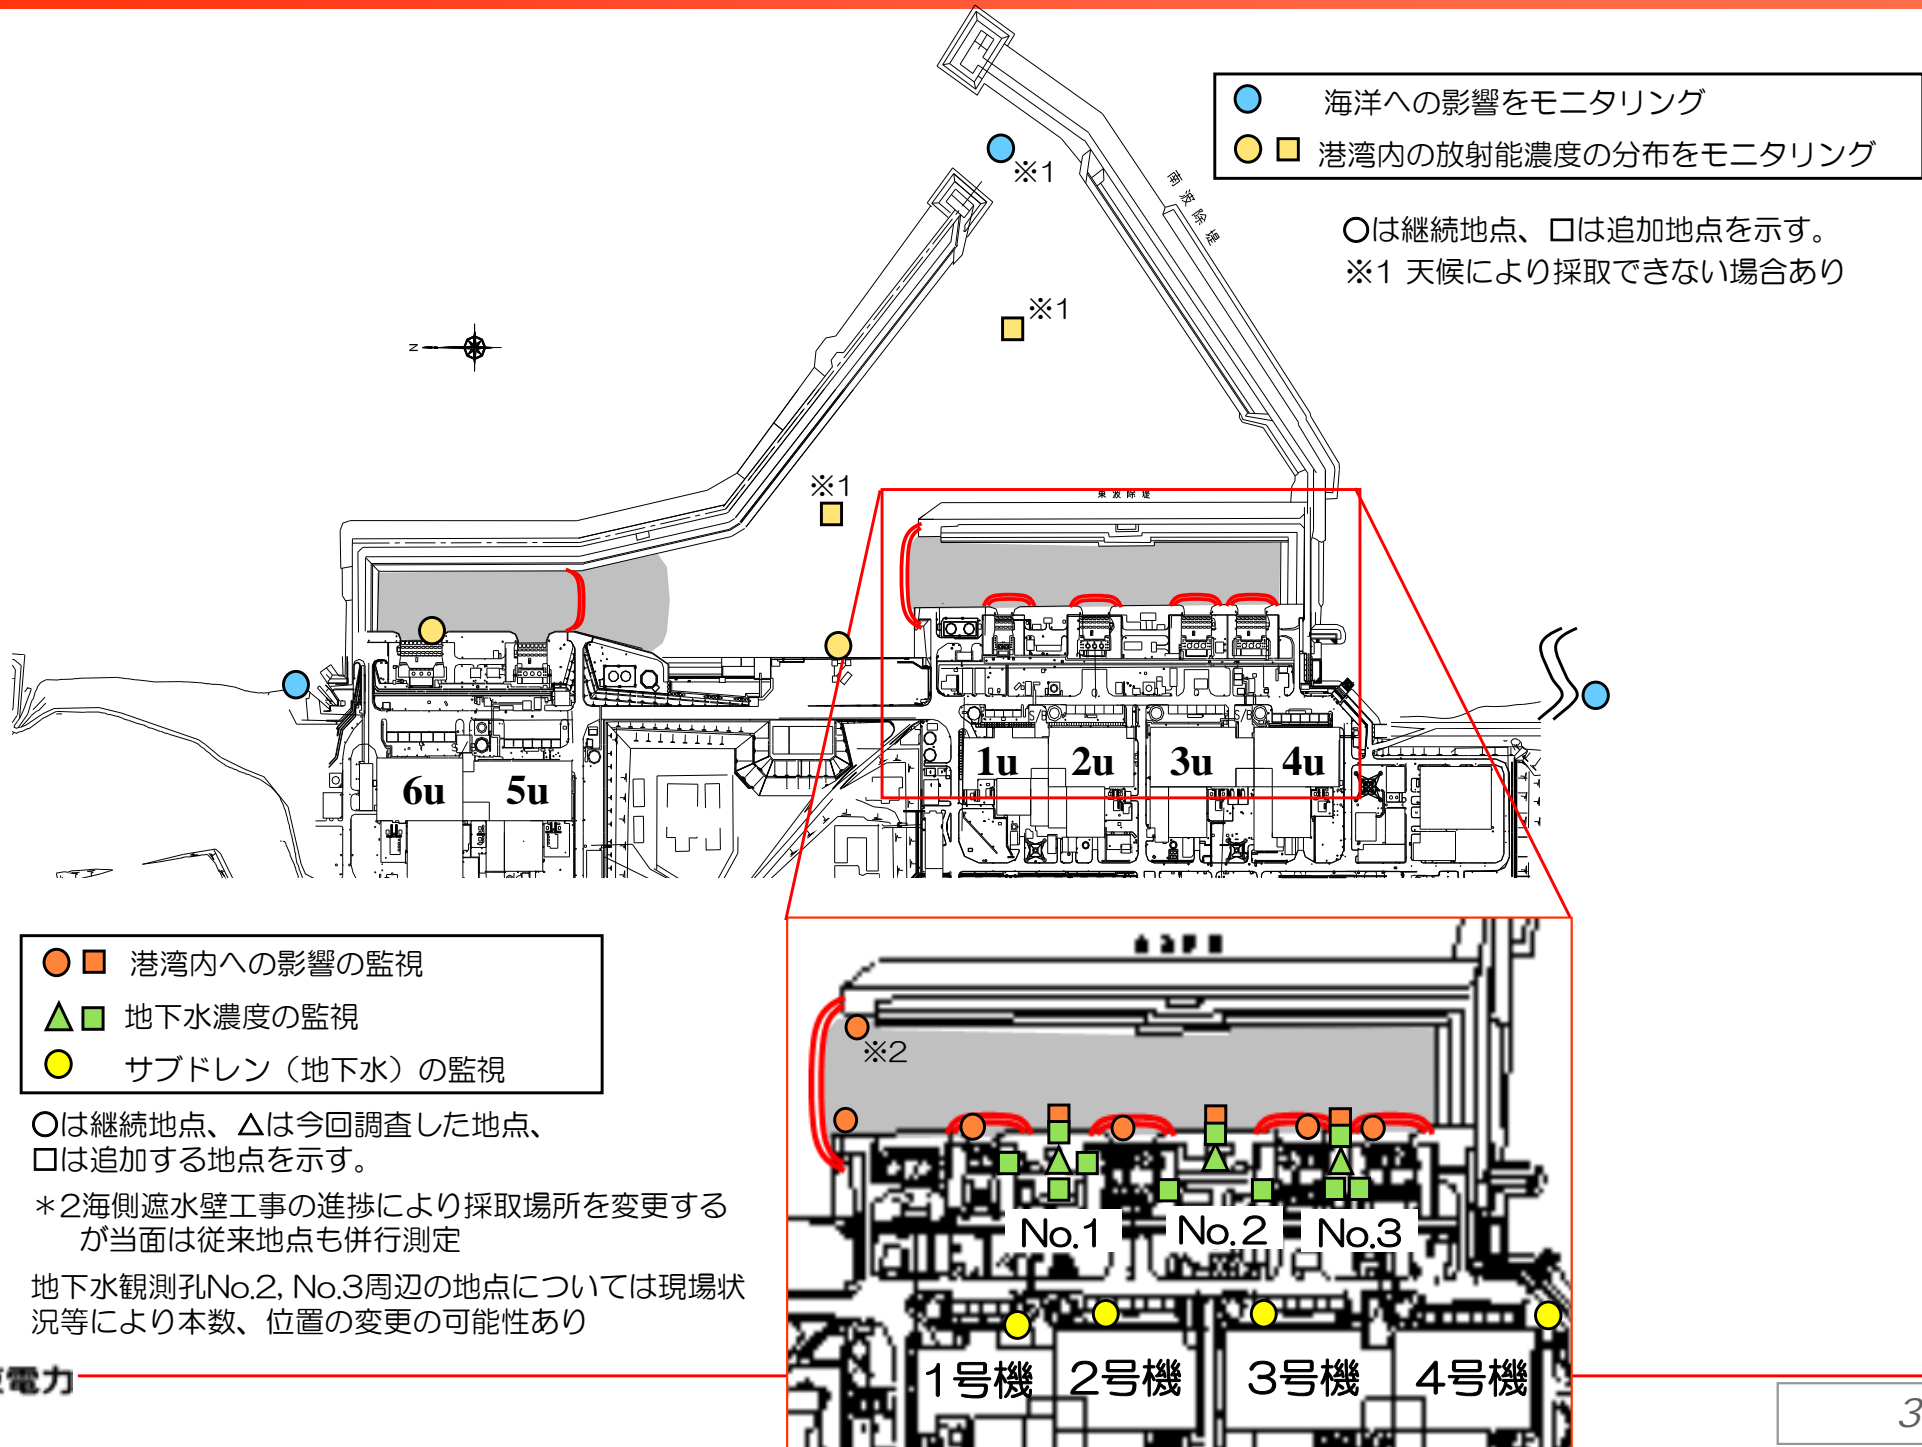 海洋への影響をモニタリング
港湾内の放射能濃度の分布をモニタリング
○は継続地点、□は追加地点を示す。
※1 天候により採取できない場合あり
※1
南波除堤
※1
N
※1
東波除堤
1u
2u
3u
4u
6u
5u
港湾内への影響の監視
地下水濃度の監視
サブドレン（地下水）の監視
○は継続地点、△は今回調査した地点、
□は追加する地点を示す。
＊2海側遮水壁工事の進捗により採取場所を変更する
が当面は従来地点も併行測定
地下水観測孔No.2, No.3周辺の地点については現場状
況等により本数、位置の変更の可能性あり
※2
No.1
No.2
No.3
1号機
2号機
3号機
4号機
電力
3